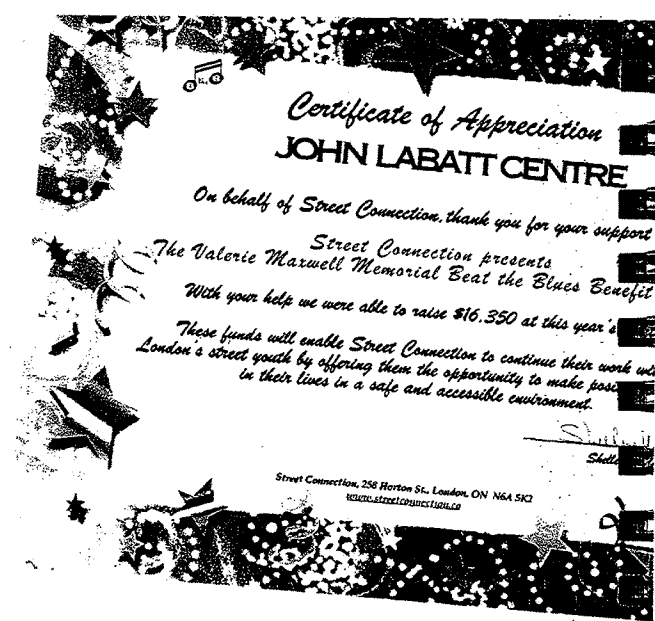 Certificate of Appreciation
JOHN LABATT CENTRE
On behalf of Street Connection, thank you for your support
Street Connection presents
The Valerie Maxwell Memorial Beat the Blues Benefit
With your help we were able to raise $16,350 at this year's
These funds will enable Street Connection to continue their work
London's street youth by offering them the opportunity to make
in their lives in a safe and accessible environment.
Street Connection, 258 Horton St., London, ON N6A 5K2
www.streetconnection.ca